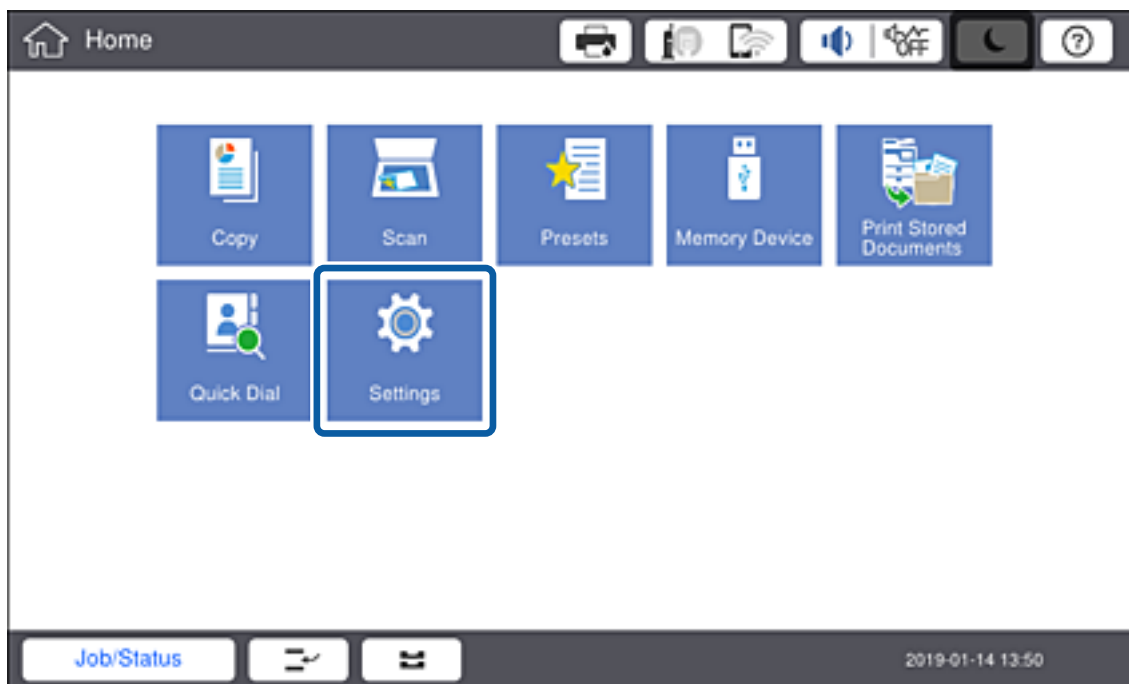 Home
OFF
?
Copy
Scan
Presets
Memory Device
Print Stored
Documents
Quick Dial
Settings
Job/Status
2019-01-14 13:50